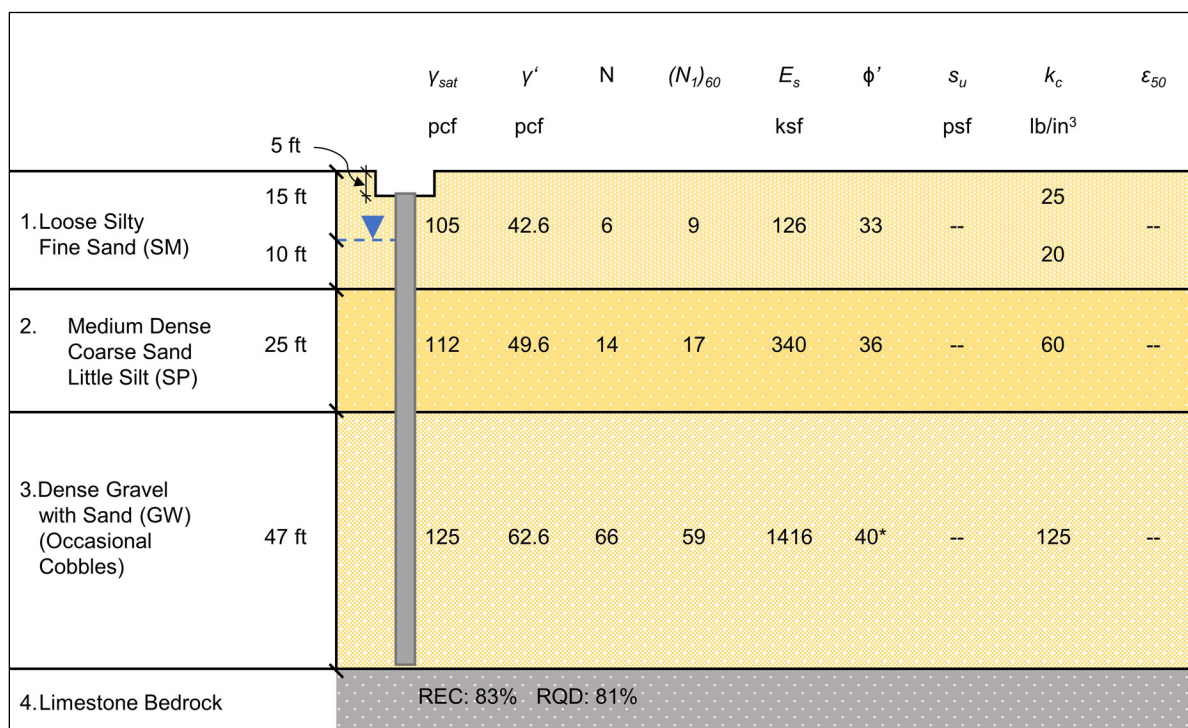 γsat γ‘ N (N1)60 Es ϕ’ su kc ε50
pcf pcf ksf psf lb/in³
5 ft
15 ft 25
1.Loose Silty
Fine Sand (SM)
105 42.6 6 9 126 33 -- --
10 ft 20
2. Medium Dense
Coarse Sand
Little Silt (SP)
25 ft 112 49.6 14 17 340 36 -- 60 --
3.Dense Gravel
with Sand (GW)
(Occasional
Cobbles)
47 ft 125 62.6 66 59 1416 40* -- 125 --
4.Limestone Bedrock
REC: 83% RQD: 81%